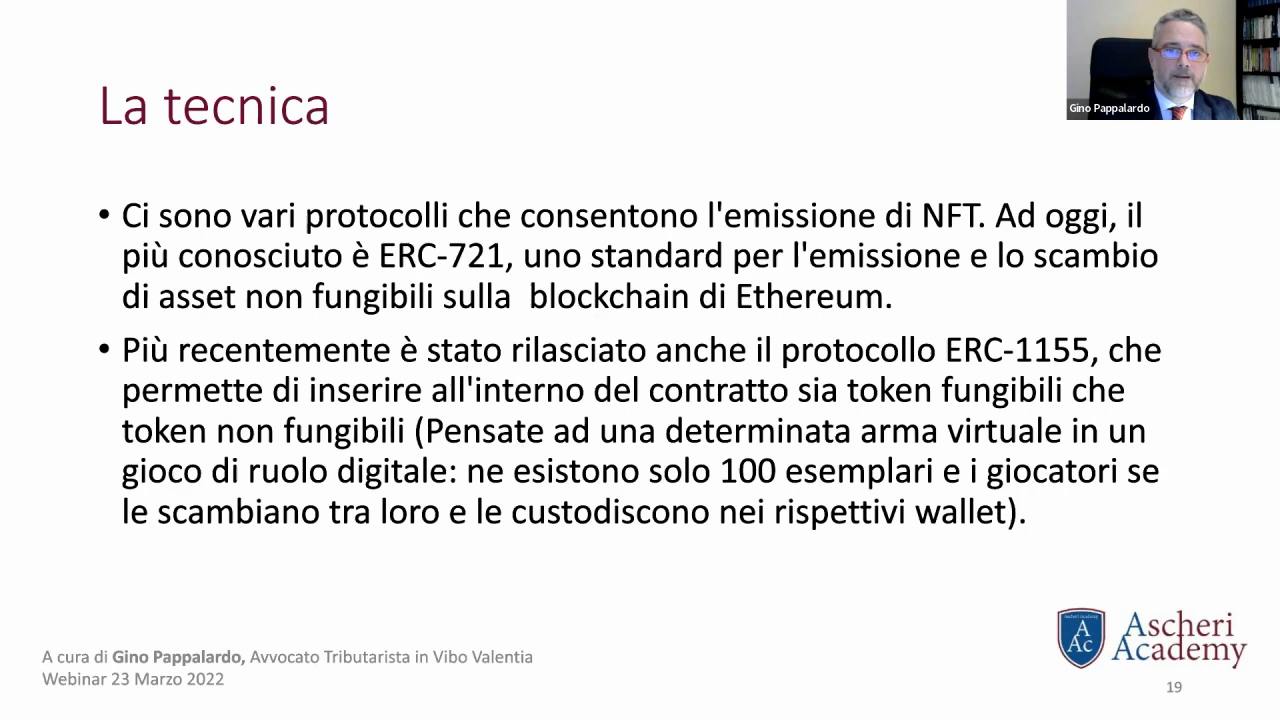 Gino Pappalardo
La tecnica
• Ci sono vari protocolli che consentono l'emissione di NFT. Ad oggi, il
più conosciuto è ERC-721, uno standard per l'emissione e lo scambio
di asset non fungibili sulla  blockchain di Ethereum.
• Più recentemente è stato rilasciato anche il protocollo ERC-1155, che
permette di inserire all'interno del contratto sia token fungibili che
token non fungibili (Pensate ad una determinata arma virtuale in un
gioco di ruolo digitale: ne esistono solo 100 esemplari e i giocatori se
le scambiano tra loro e le custodiscono nei rispettivi wallet).
A cura di Gino Pappalardo, Avvocato Tributarista in Vibo Valentia
Webinar 23 Marzo 2022
Ascheri Academy
A
Ac
Ascheri
Academy
19